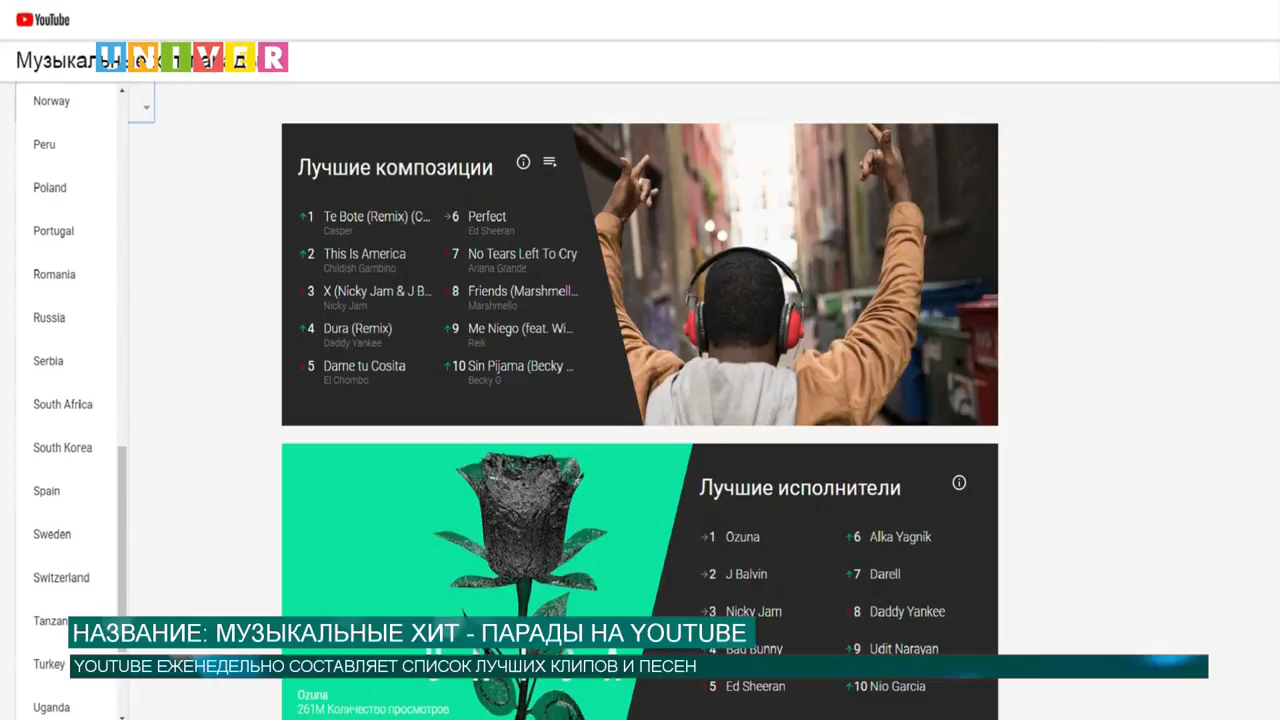 YouTube
Музыкальные хит-парады
UNIVER
Norway
Peru
Poland
Portugal
Romania
Russia
Serbia
South Africa
South Korea
Spain
Sweden
Switzerland
Tanzan
Turkey
Uganda
Лучшие композиции
1 Te Bote (Remix) (C...
Casper
2 This Is America
Childish Gambino
3 X (Nicky Jam & J B...
Nicky Jam
4 Dura (Remix)
Daddy Yankee
5 Dame tu Cosita
El Chombo
6 Perfect
Ed Sheeran
7 No Tears Left To Cry
Ariana Grande
8 Friends (Marshmell...
Marshmello
9 Me Niego (feat. Wi...
Reik
10 Sin Pijama (Becky ...
Becky G
Лучшие исполнители
1 Ozuna
2 J Balvin
3 Nicky Jam
4 Bad Bunny
5 Ed Sheeran
6 Alka Yagnik
7 Darell
8 Daddy Yankee
9 Udit Narayan
10 Nio Garcia
Ozuna
261M Количество просмотров
НАЗВАНИЕ: МУЗЫКАЛЬНЫЕ ХИТ - ПАРАДЫ НА YOUTUBE
YOUTUBE ЕЖЕНЕДЕЛЬНО СОСТАВЛЯЕТ СПИСОК ЛУЧШИХ КЛИПОВ И ПЕСЕН